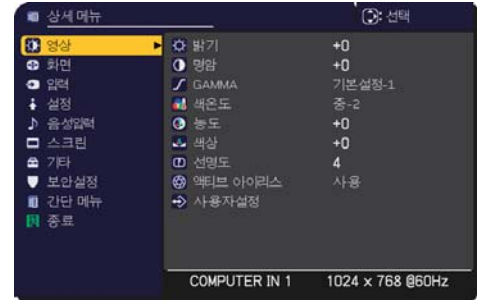 상세 메뉴 : 선택
영상
화면
입력
설정
음성입력
스크린
기타
보안설정
간단 메뉴
종료
밝기 +0
명암 +0
GAMMA 기본설정-1
색온도 중-2
농도 +0
색상 +0
선명도 4
액티브 아이리스 사용
사용자설정
COMPUTER IN 1 1024 x 768 @60Hz